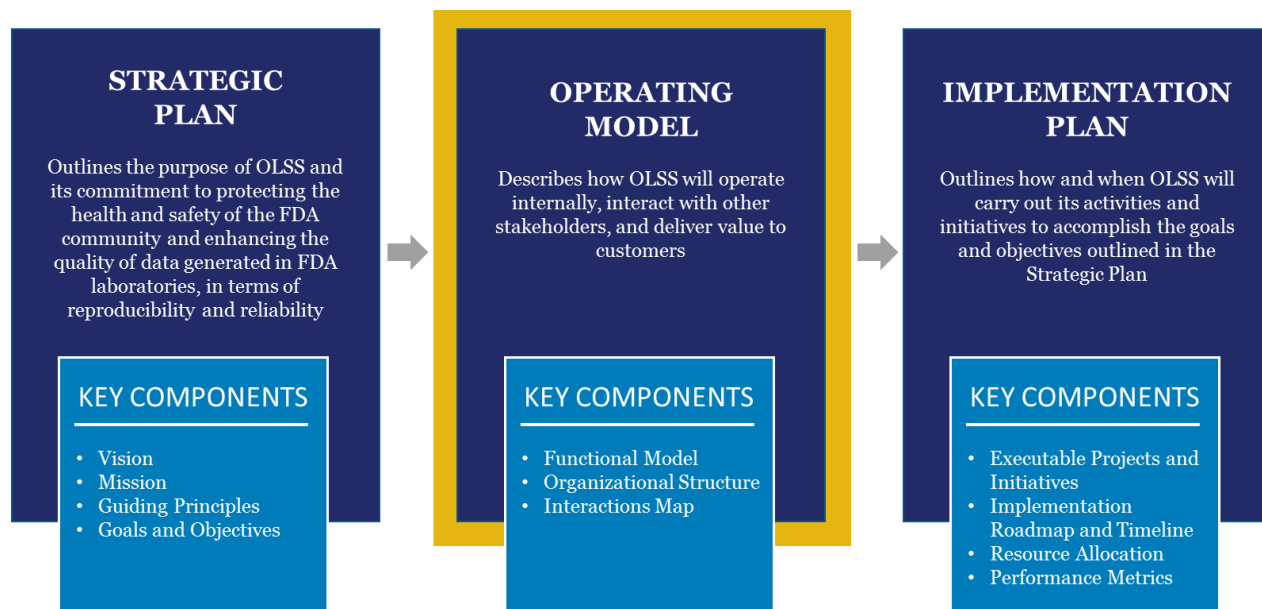 STRATEGIC
PLAN
Outlines the purpose of OLSS and
its commitment to protecting the
health and safety of the FDA
community and enhancing the
quality of data generated in FDA
laboratories, in terms of
reproducibility and reliability
KEY COMPONENTS
• Vision
• Mission
• Guiding Principles
• Goals and Objectives
OPERATING
MODEL
Describes how OLSS will operate
internally, interact with other
stakeholders, and deliver value to
customers
KEY COMPONENTS
• Functional Model
• Organizational Structure
• Interactions Map
IMPLEMENTATION
PLAN
Outlines how and when OLSS will
carry out its activities and
initiatives to accomplish the goals
and objectives outlined in the
Strategic Plan
KEY COMPONENTS
• Executable Projects and
Initiatives
• Implementation
Roadmap and Timeline
• Resource Allocation
• Performance Metrics